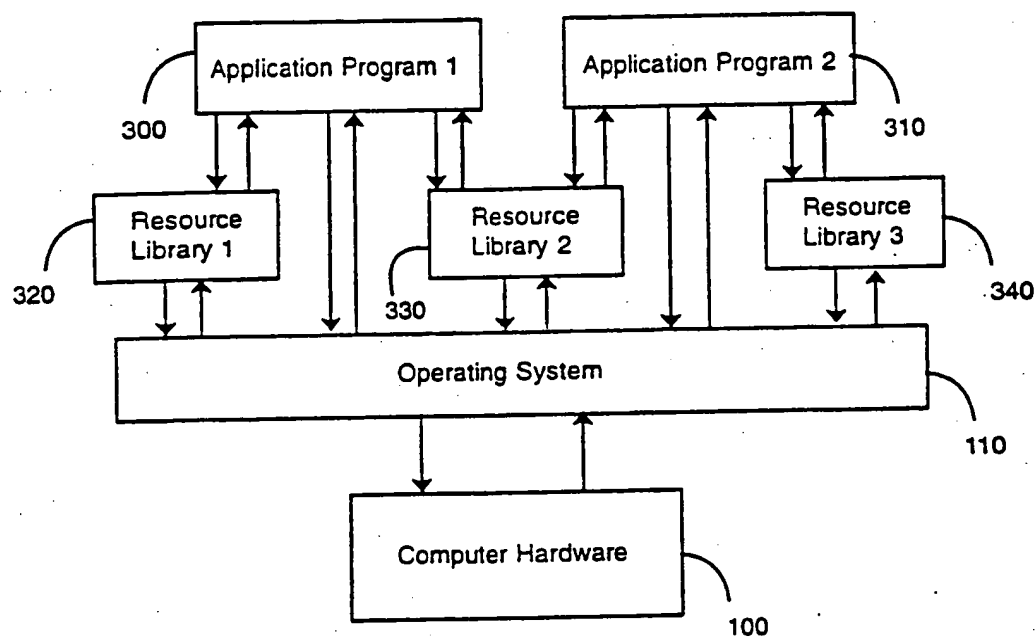 Application Program 1
Application Program 2
300
310
Resource
Library 1
Resource
Library 2
Resource
Library 3
320
330
340
Operating System
110
Computer Hardware
100